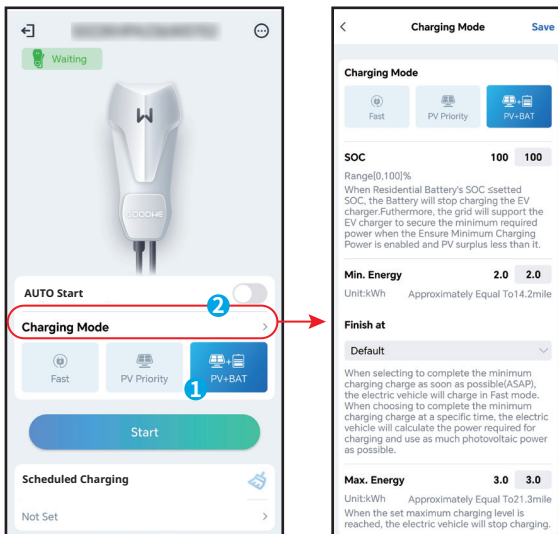 Waiting
GOODWE
AUTO Start
2
Charging Mode
Fast
PV Priority
PV+BAT
1
Start
Scheduled Charging
Not Set
Charging Mode
Save
Charging Mode
Fast
PV Priority
PV+BAT
SOC 100 100
Range[0,100]%
When Residential Battery's SOC ≤setted
SOC, the Battery will stop charging the EV
charger.Futhermore, the grid will support the
EV charger to secure the minimum required
power when the Ensure Minimum Charging
Power is enabled and PV surplus less than it.
Min. Energy 2.0 2.0
Unit:kWh Approximately Equal To14.2mile
Finish at
Default
When selecting to complete the minimum
charging charge as soon as possible(ASAP),
the electric vehicle will charge in Fast mode.
When choosing to complete the minimum
charging charge at a specific time, the electric
vehicle will calculate the power required for
charging and use as much photovoltaic power
as possible.
Max. Energy 3.0 3.0
Unit:kWh Approximately Equal To21.3mile
When the set maximum charging level is
reached, the electric vehicle will stop charging.